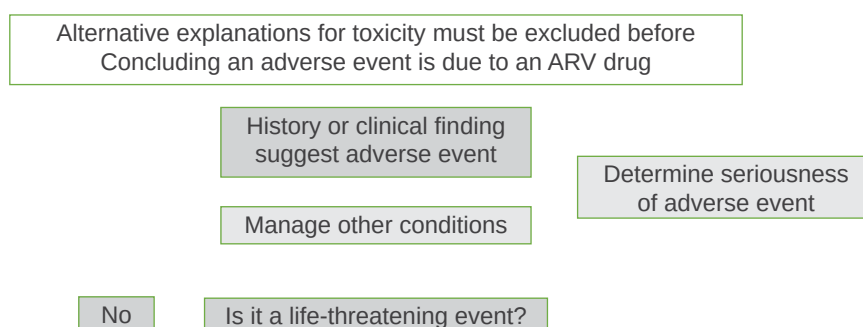 Alternative explanations for toxicity must be excluded before
Concluding an adverse event is due to an ARV drug
History or clinical finding
suggest adverse event
Determine seriousness
of adverse event
Manage other conditions
No
Is it a life-threatening event?